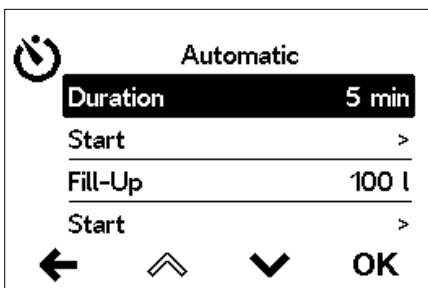 Automatic
Duration 5 min
Start >
Fill-Up 100 l
Start >
OK